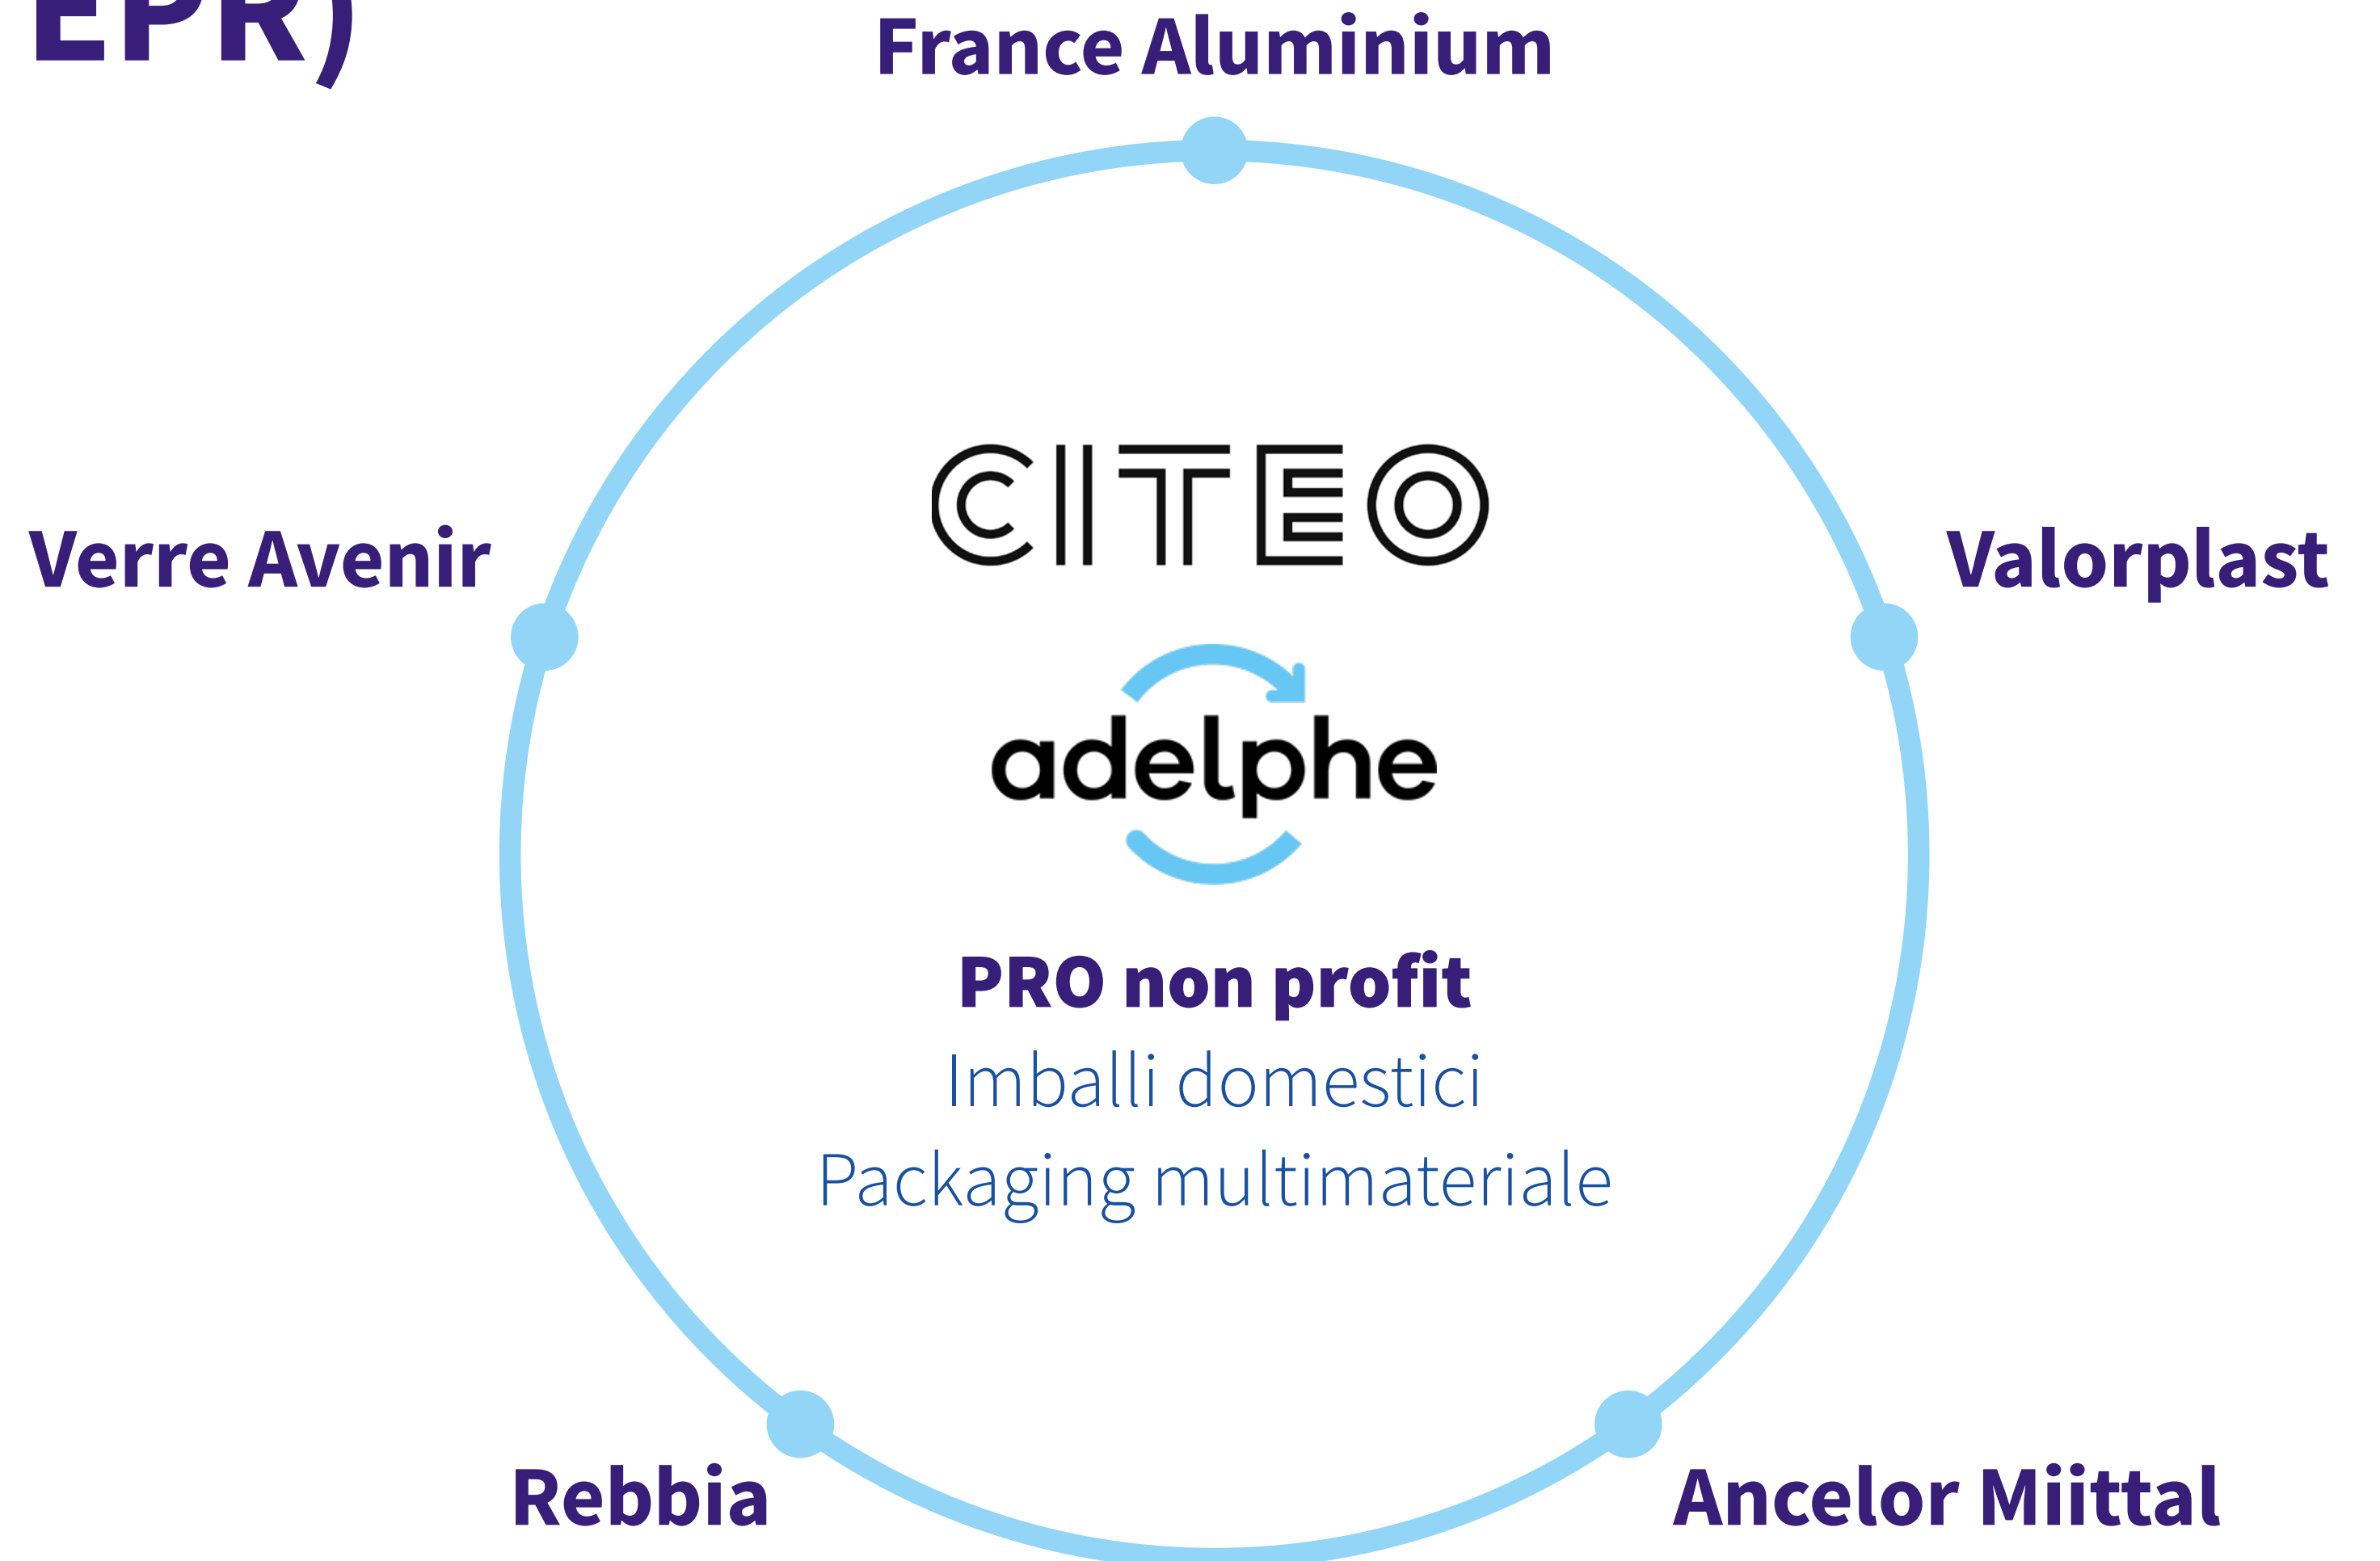 EPR)
France Aluminium
CITEO
Verre Avenir
Valorplast
adelphe
PRO non profit
Imballi domestici
Packaging multimateriale
Rebbia
Ancelor Miittal